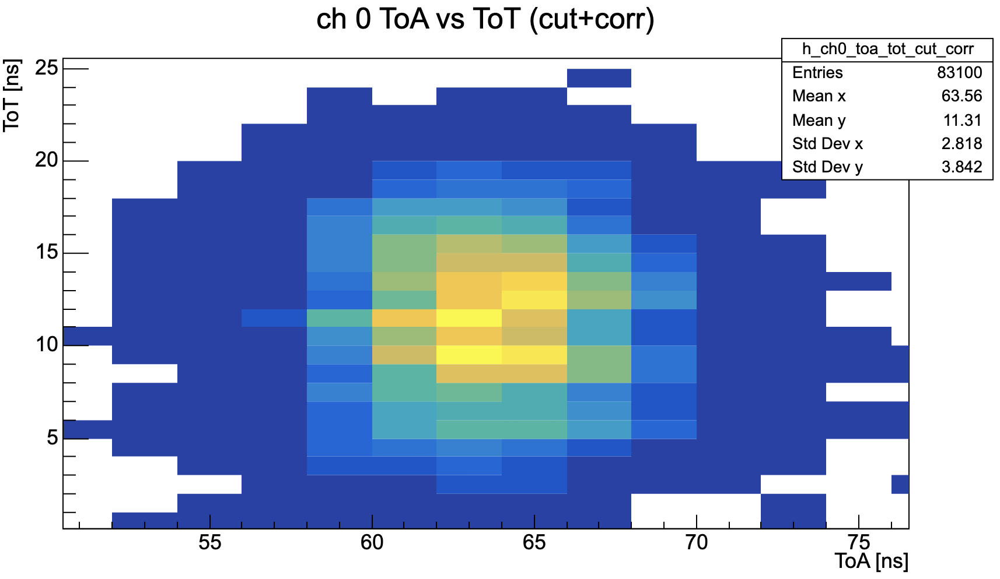 ch 0 ToA vs ToT (cut+corr)
h_ch0_toa_tot_cut_corr
Entries 83100
Mean x 63.56
Mean y 11.31
Std Dev x 2.818
Std Dev y 3.842
ToT [ns]
25
20
15
10
5
55 60 65 70 75
ToA [ns]